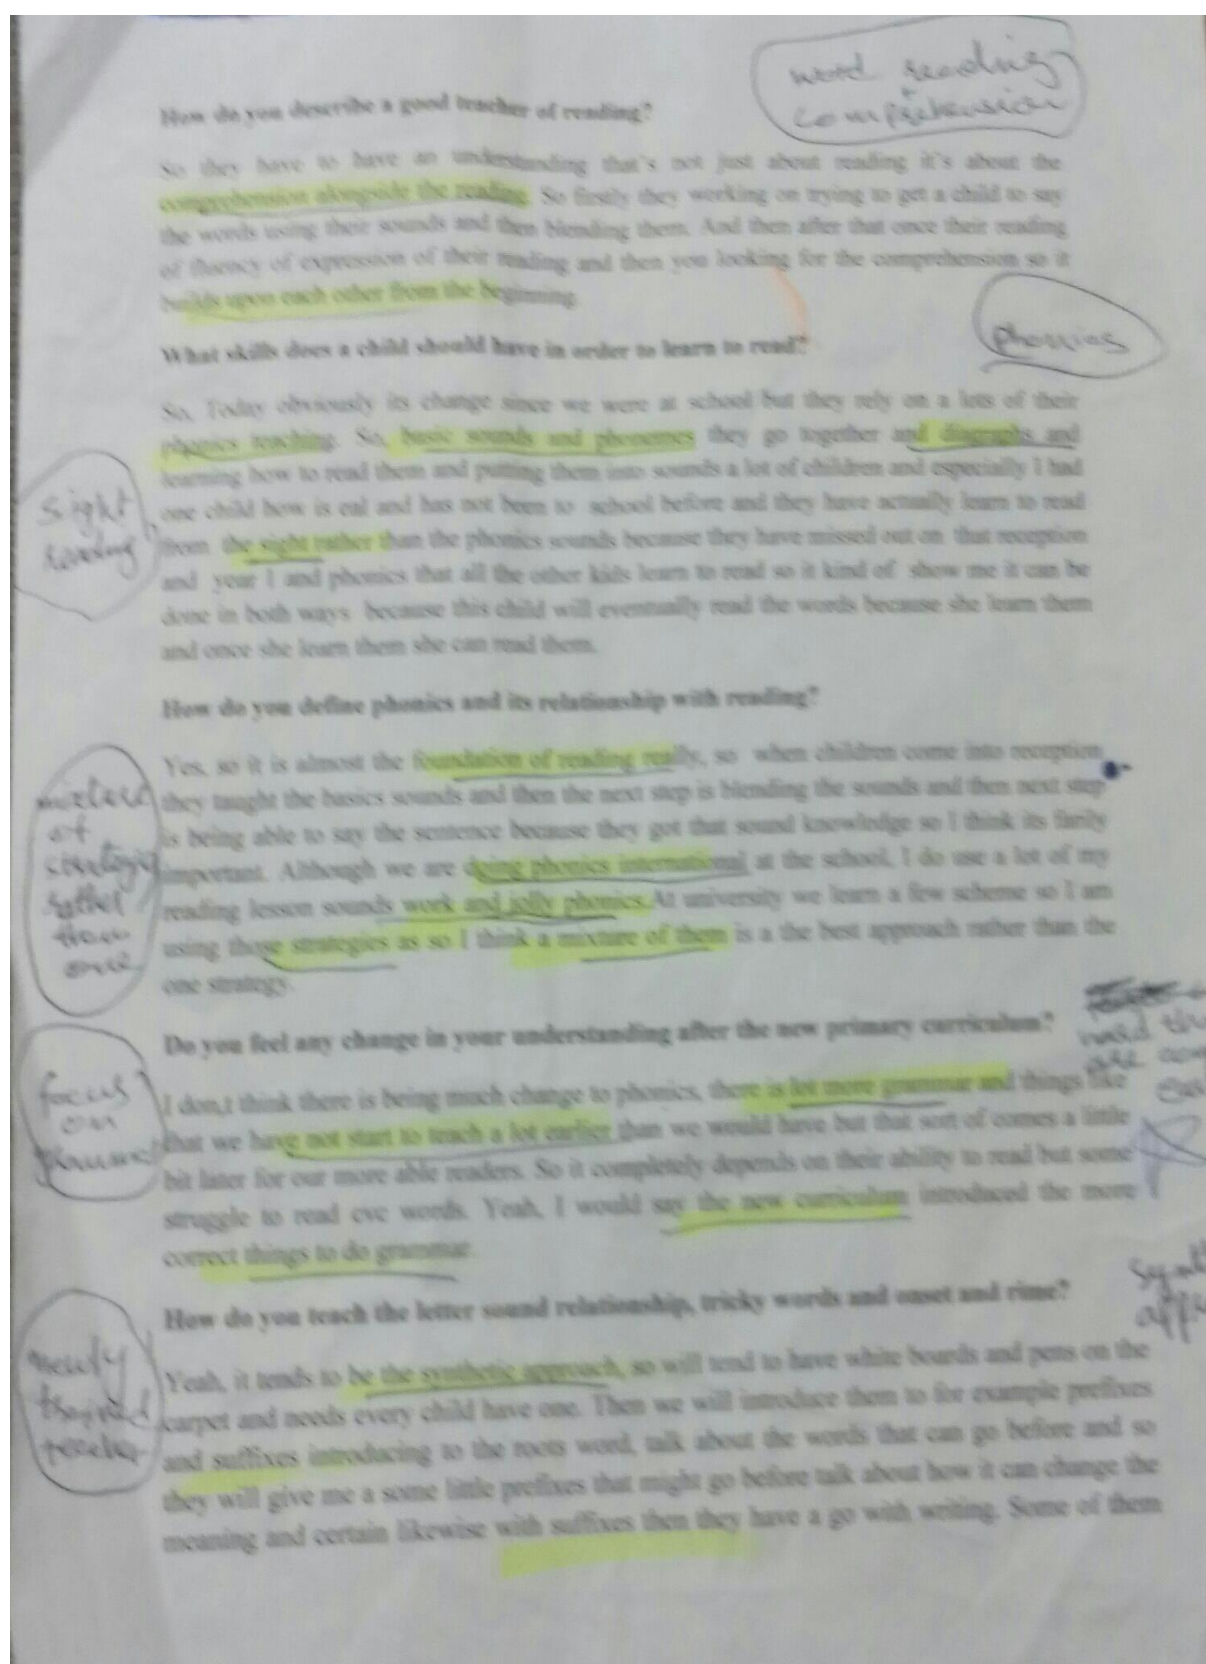 word reading
+
comprehension
How do you describe a good teacher of reading?
So they have to have an understanding that's not just about reading it's about the
comprehension alongside the reading. So firstly they working on trying to get a child to say
the words using their sounds and then blending them. And then after that once their reading
of fluency of expression of their reading and then you looking for the comprehension so it
builds upon each other from the beginning.
phonics
What skills does a child should have in order to learn to read?
So, Today obviously its change since we were at school but they rely on a lots of their
phonics teaching. So, basic sounds and phonemes they go together and diagraphs and
learning how to read them and putting them into sounds a lot of children and especially I had
one child how is eal and has not been to school before and they have actually learn to read
from the sight rather than the phonics sounds because they have missed out on that reception
and year 1 and phonics that all the other kids learn to read so it kind of show me it can be
done in both ways because this child will eventually read the words because she learn them
and once she learn them she can read them.
sight
reading
How do you define phonics and its relationship with reading?
Yes, so it is almost the foundation of reading really, so when children come into reception
they taught the basics sounds and then the next step is blending the sounds and then next step
is being able to say the sentence because they got that sound knowledge so I think its fairly
important. Although we are doing phonics international at the school, I do use a lot of my
reading lesson sounds work and jolly phonics. At university we learn a few scheme so I am
using those strategies as so I think a mixture of them is a the best approach rather than the
one strategy.
mixture
of
strategies
rather
than
one
Do you feel any change in your understanding after the new primary curriculum?
I don,t think there is being much change to phonics, there is lot more grammar and things like
that we have not start to teach a lot earlier than we would have but that sort of comes a little
bit later for our more able readers. So it completely depends on their ability to read but some
struggle to read cvc words. Yeah, I would say the new curriculum introduced the more
correct things to do grammar.
focus
on
How do you teach the letter sound relationship, tricky words and onset and rime?
Yeah, it tends to be the synthetic approach, so will tend to have white boards and pens on the
carpet and needs every child have one. Then we will introduce them to for example prefixes
and suffixes introducing to the roots word, talk about the words that can go before and so
they will give me a some little prefixes that might go before talk about how it can change the
meaning and certain likewise with suffixes then they have a go with writing. Some of them
newly
teacher